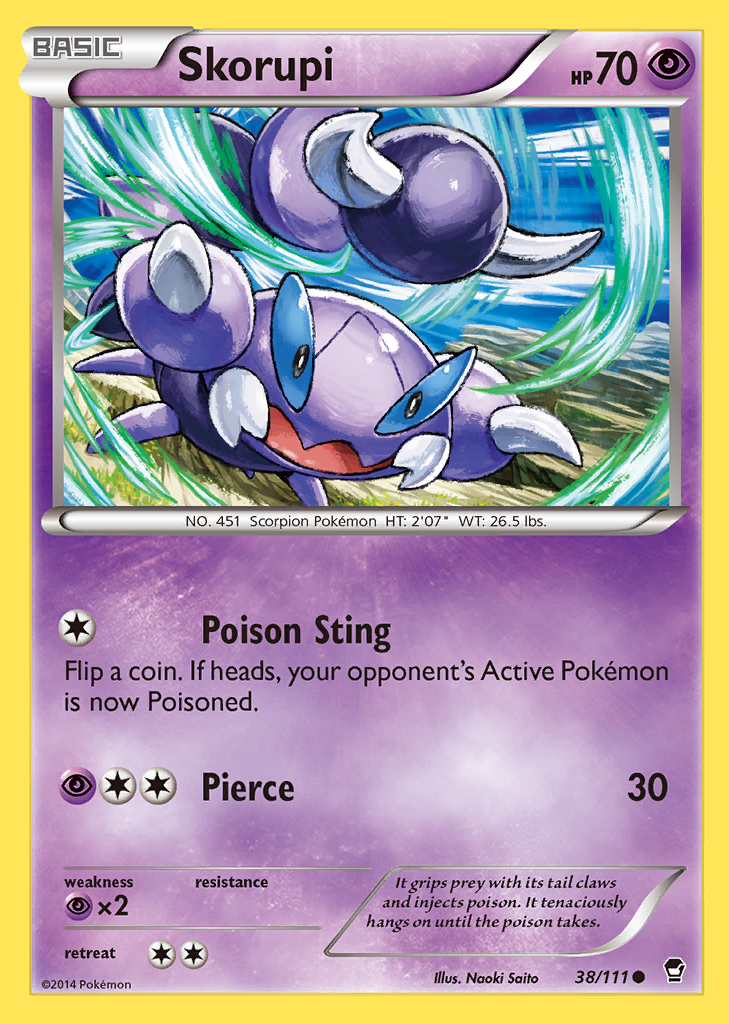 BASIC
Skorupi
HP 70
NO. 451 Scorpion Pokémon HT: 2'07" WT: 26.5 lbs.
Poison Sting
Flip a coin. If heads, your opponent's Active Pokémon
is now Poisoned.
Pierce 30
weakness resistance
×2
retreat
It grips prey with its tail claws
and injects poison. It tenaciously
hangs on until the poison takes.
©2014 Pokémon
Illus. Naoki Saito
38/111